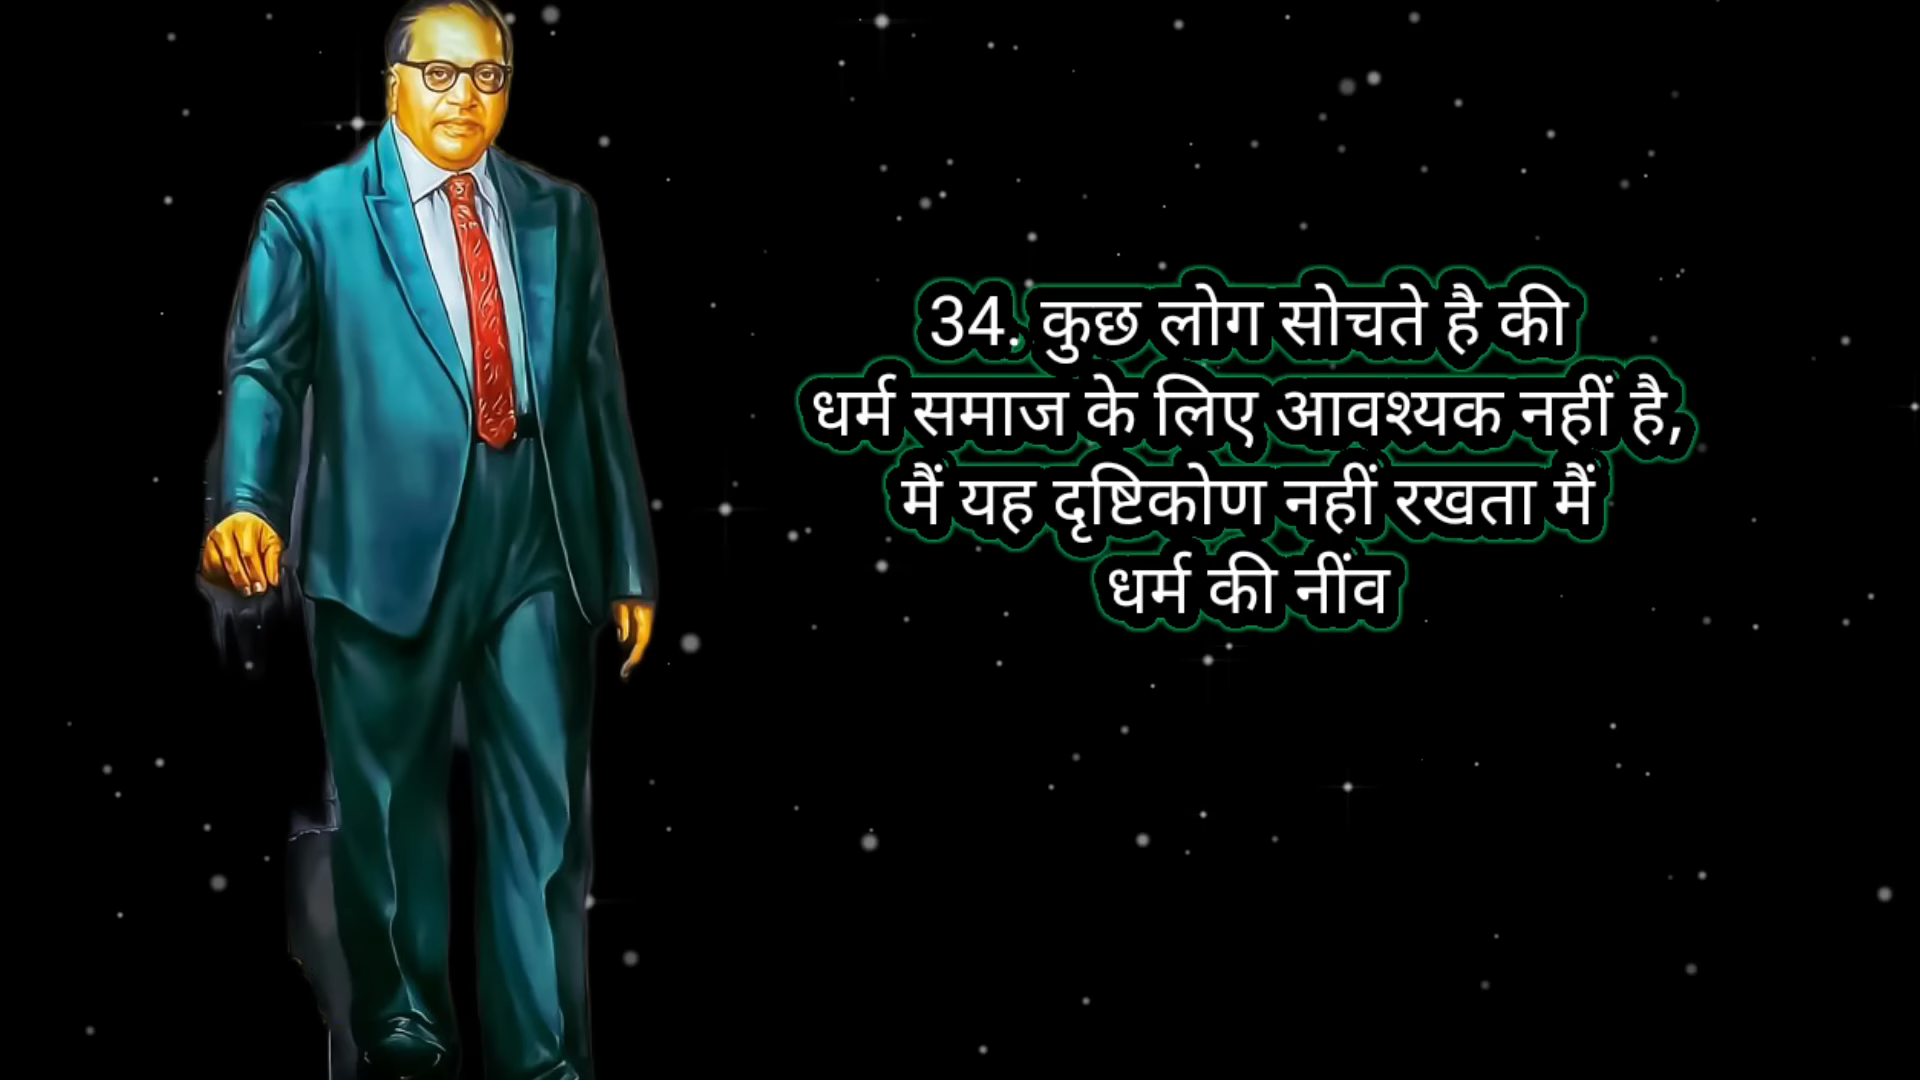 34. कुछ लोग सोचते है की
धर्म समाज के लिए आवश्यक नहीं है,
मैं यह दृष्टिकोण नहीं रखता मैं
धर्म की नींव